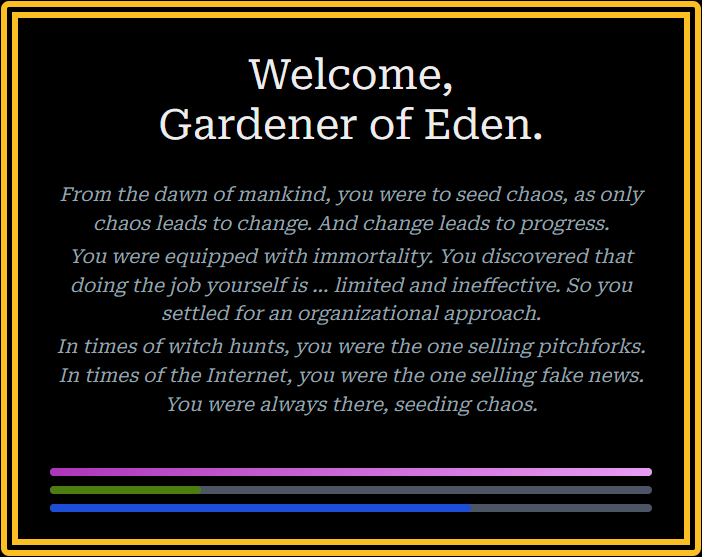 Welcome,
Gardener of Eden.
From the dawn of mankind, you were to seed chaos, as only
chaos leads to change. And change leads to progress.
You were equipped with immortality. You discovered that
doing the job yourself is ... limited and ineffective. So you
settled for an organizational approach.
In times of witch hunts, you were the one selling pitchforks.
In times of the Internet, you were the one selling fake news.
You were always there, seeding chaos.